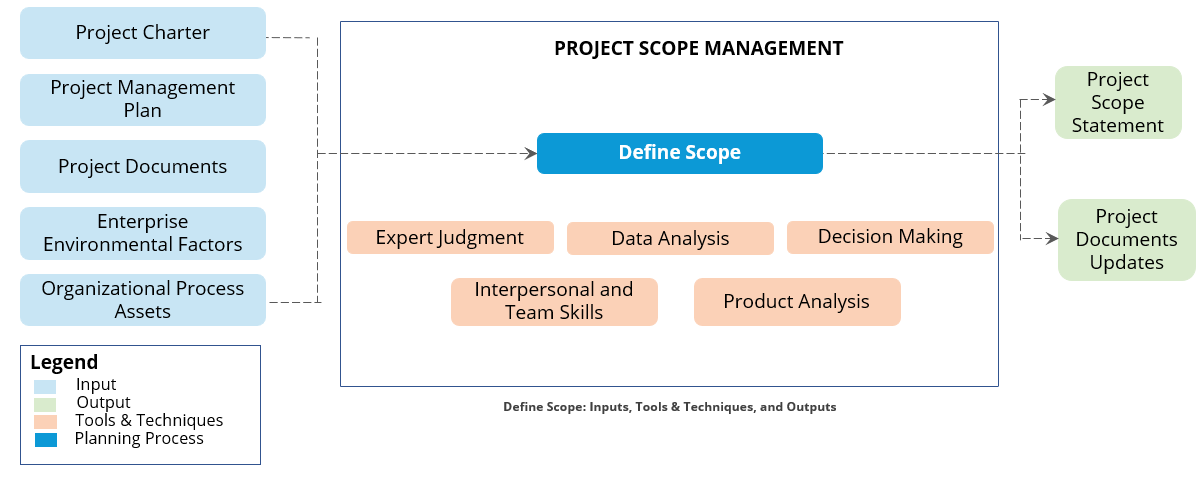 Project Charter
Project Management
Plan
Project Documents
Enterprise
Environmental Factors
Organizational Process
Assets
PROJECT SCOPE MANAGEMENT
Define Scope
Expert Judgment
Data Analysis
Decision Making
Interpersonal and
Team Skills
Product Analysis
Project
Scope
Statement
Project
Documents
Updates
Legend
Input
Output
Tools & Techniques
Planning Process
Define Scope: Inputs, Tools & Techniques, and Outputs